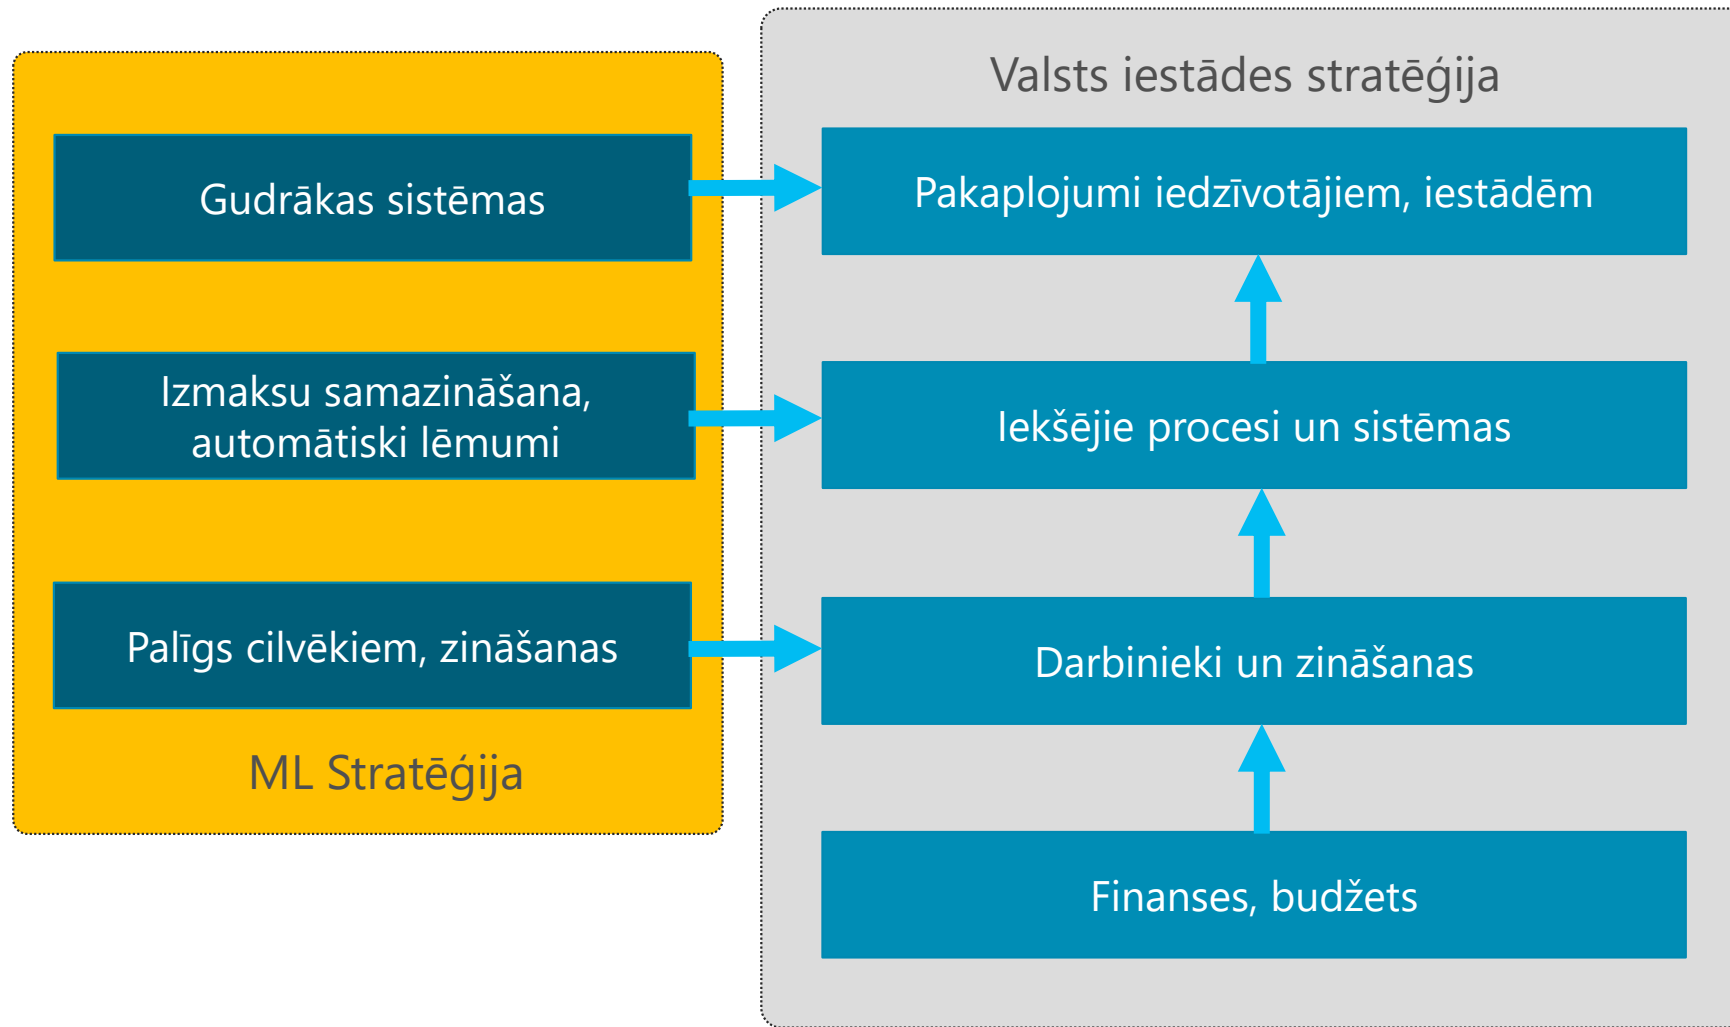 Gudrākas sistēmas
Izmaksu samazināšana,
automātiski lēmumi
Palīgs cilvēkiem, zināšanas
ML Stratēģija
Valsts iestādes stratēģija
Pakaplojumi iedzīvotājiem, iestādēm
Iekšējie procesi un sistēmas
Darbinieki un zināšanas
Finanses, budžets